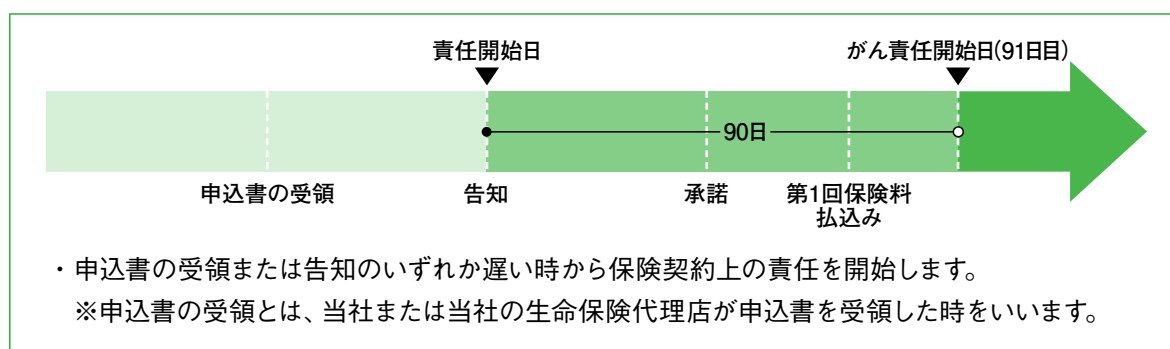 責任開始日
がん責任開始日(91日目)
90日
申込書の受領
告知
承諾
第1回保険料
払込み
・申込書の受領または告知のいずれか遅い時から保険契約上の責任を開始します。
※申込書の受領とは、当社または当社の生命保険代理店が申込書を受領した時をいいます。